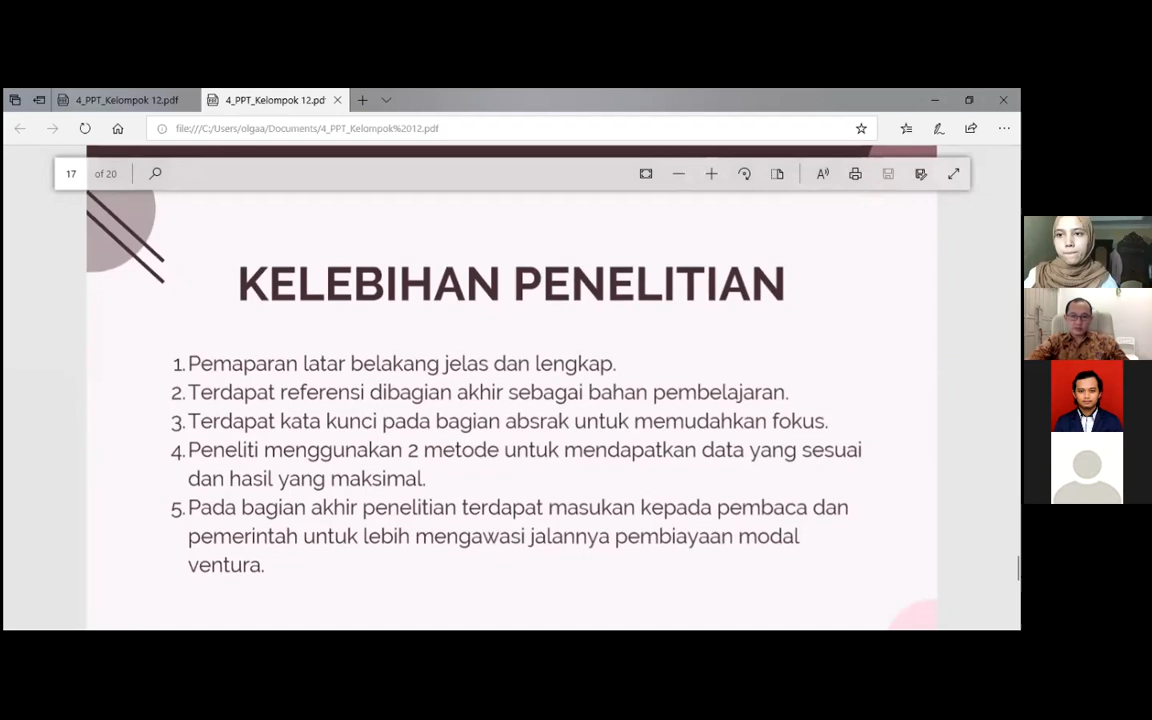 4_PPT_Kelompok 12.pdf
4_PPT_Kelompok 12.pdf
file:///C:/Users/olgaa/Documents/4_PPT_Kelompok%2012.pdf
17 of 20
KELEBIHAN PENELITIAN
1. Pemaparan latar belakang jelas dan lengkap.
2. Terdapat referensi dibagian akhir sebagai bahan pembelajaran.
3. Terdapat kata kunci pada bagian absrak untuk memudahkan fokus.
4. Peneliti menggunakan 2 metode untuk mendapatkan data yang sesuai
dan hasil yang maksimal.
5. Pada bagian akhir penelitian terdapat masukan kepada pembaca dan
pemerintah untuk lebih mengawasi jalannya pembiayaan modal
ventura.